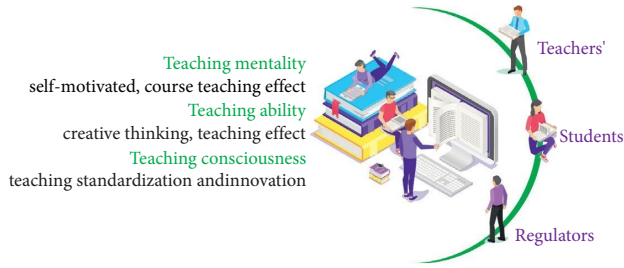 Teaching mentality
self-motivated, course teaching effect
Teaching ability
creative thinking, teaching effect
Teaching consciousness
teaching standardization andinnovation
Teachers'
Students
Regulators